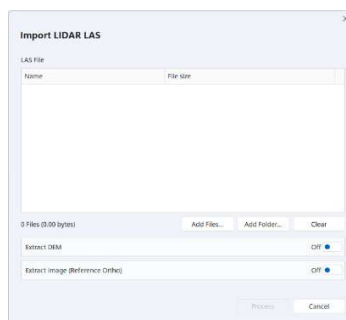 Import LIDAR LAS
LAS File
Name File size
0 Files (0.00 bytes) Add Files... Add Folder... Clear
Extract DEM Off
Extract Image (Reference Ortho) Off
Process Cancel